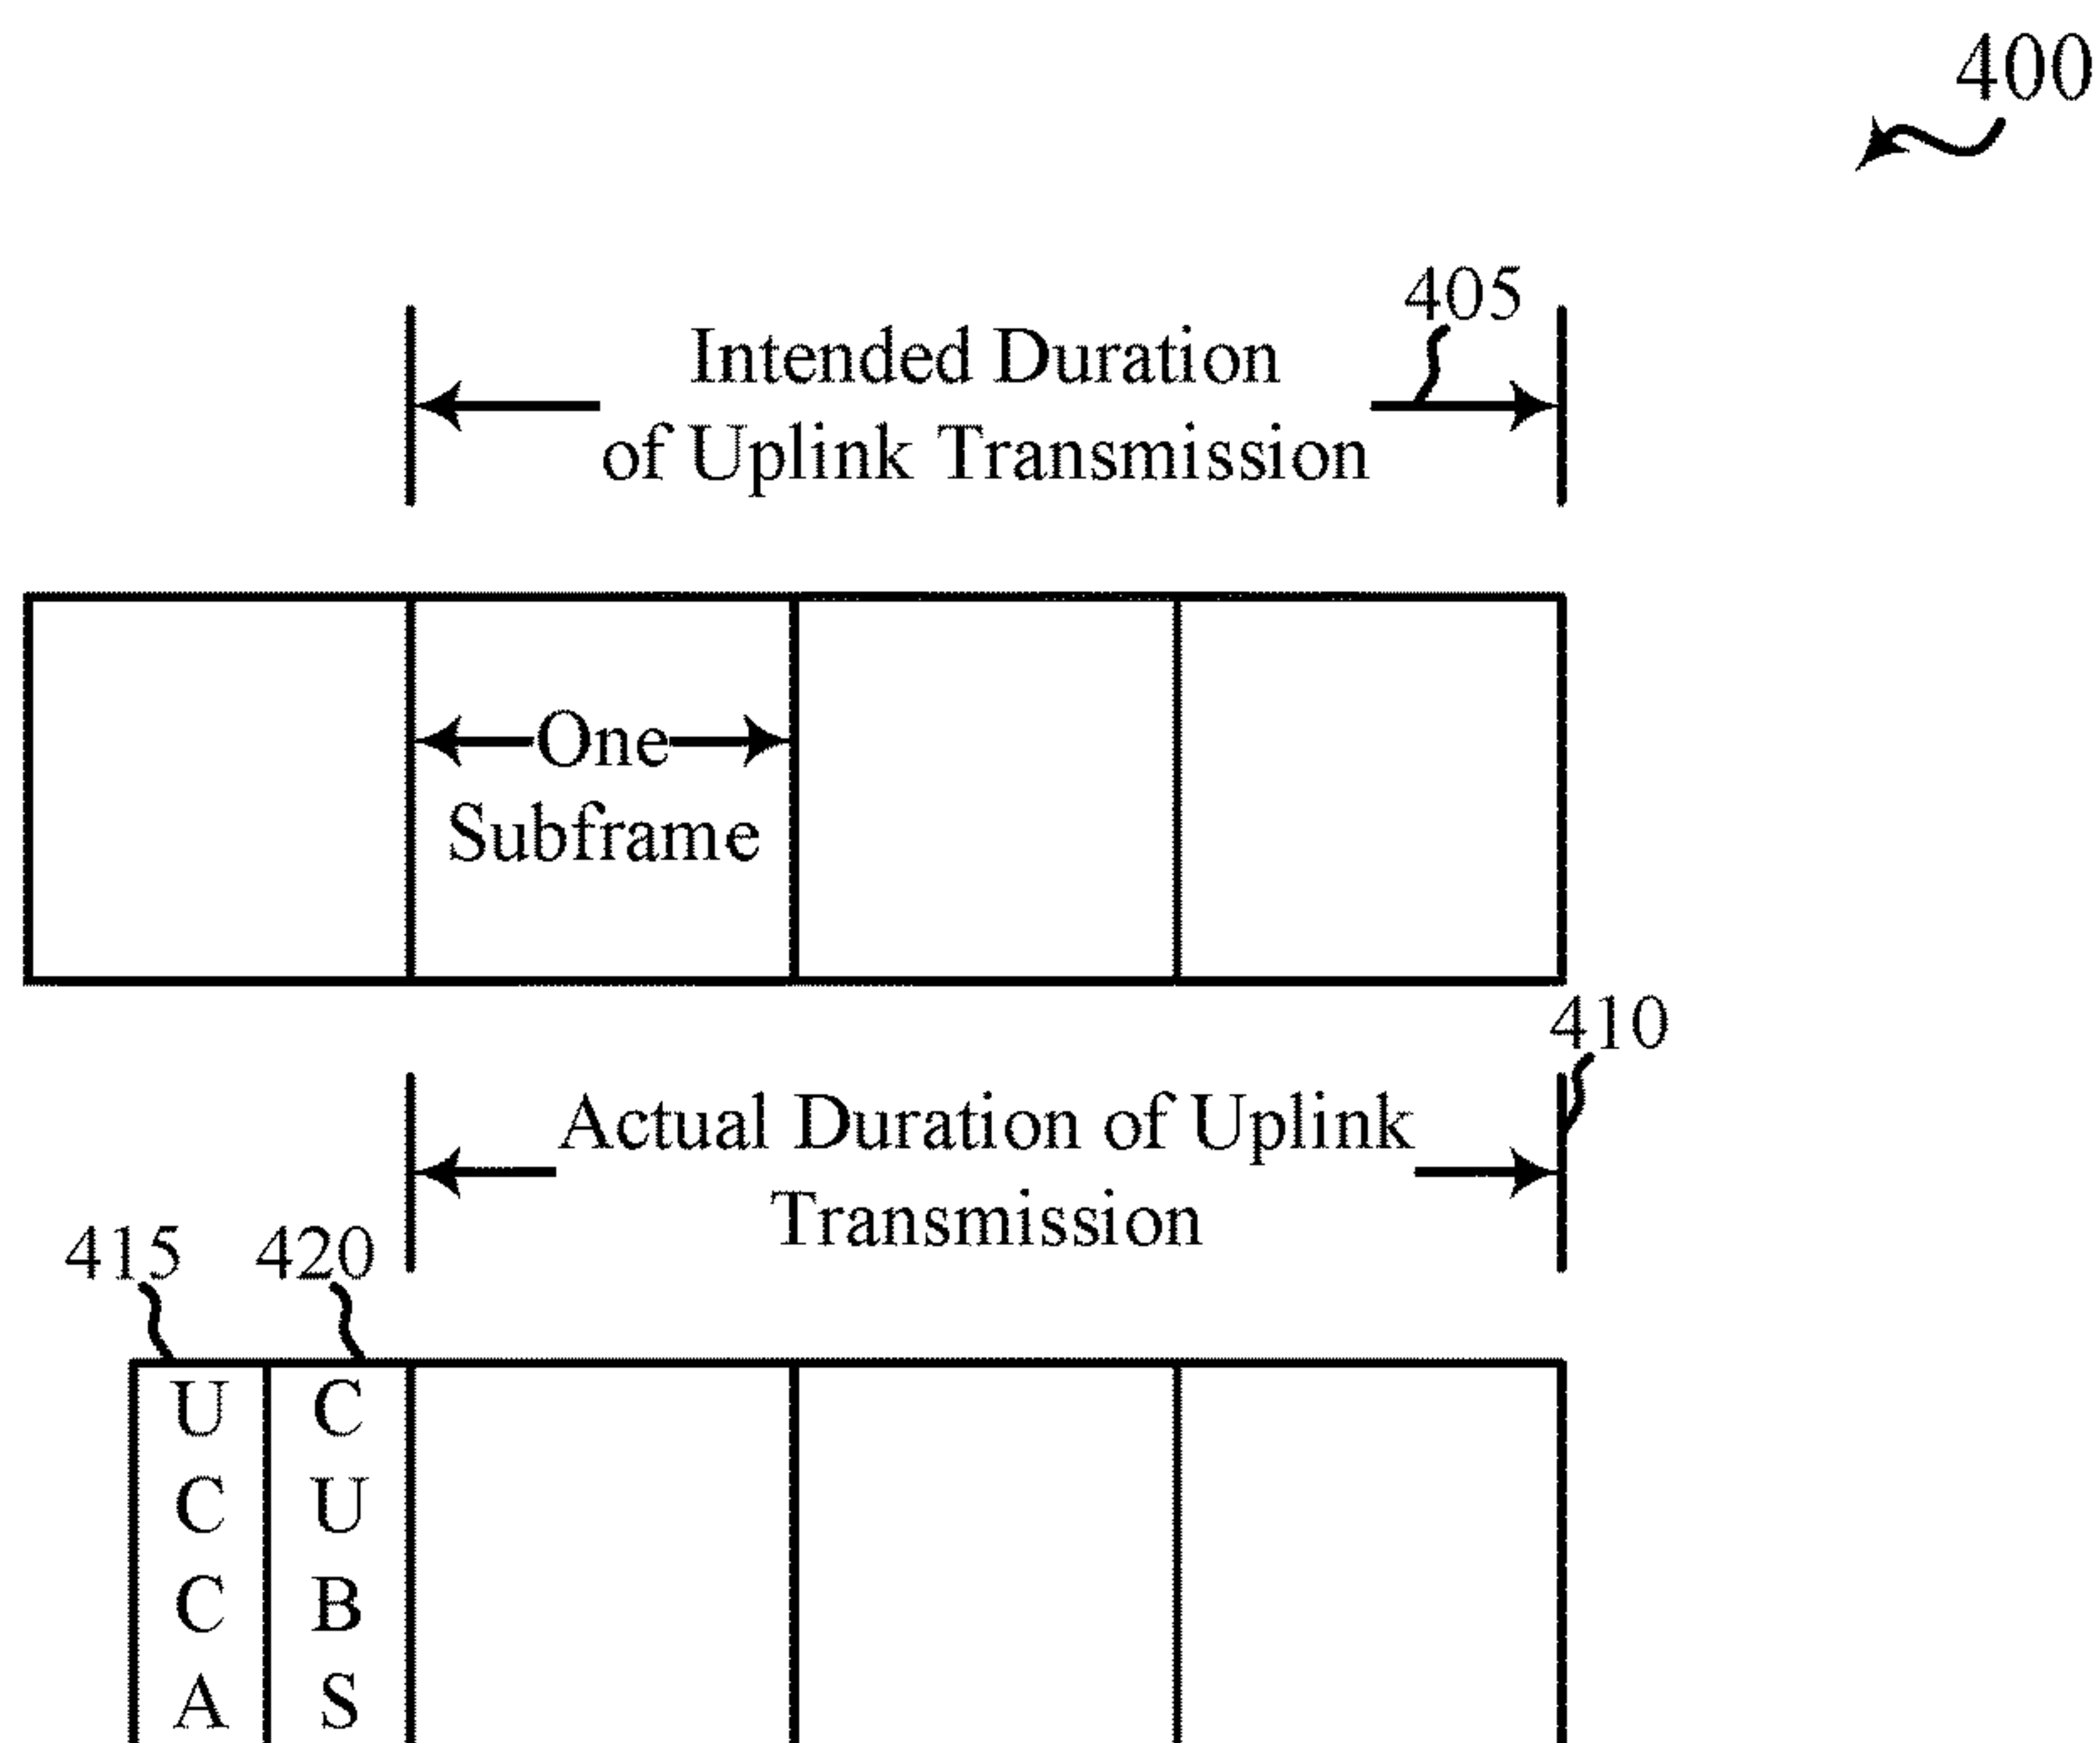 400
405
Intended Duration
of Uplink Transmission
One
Subframe
410
Actual Duration of Uplink
Transmission
415 420
U
C
C
A
C
U
B
S